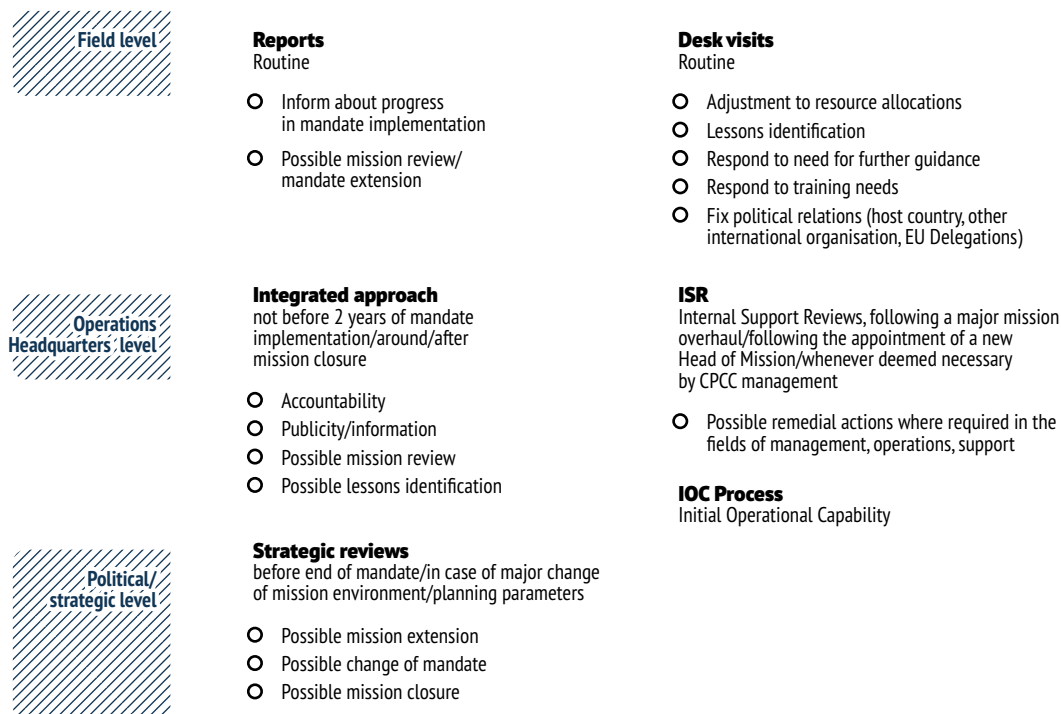 Field level
Reports
Routine
Inform about progress
in mandate implementation
Possible mission review/
mandate extension
Desk visits
Routine
Adjustment to resource allocations
Lessons identification
Respond to need for further guidance
Respond to training needs
Fix political relations (host country, other
international organisation, EU Delegations)
Operations
Headquarters level
Integrated approach
not before 2 years of mandate
implementation/around/after
mission closure
Accountability
Publicity/information
Possible mission review
Possible lessons identification
ISR
Internal Support Reviews, following a major mission
overhaul/following the appointment of a new
Head of Mission/whenever deemed necessary
by CPCC management
Possible remedial actions where required in the
fields of management, operations, support
IOC Process
Initial Operational Capability
Political/
strategic level
Strategic reviews
before end of mandate/in case of major change
of mission environment/planning parameters
Possible mission extension
Possible change of mandate
Possible mission closure